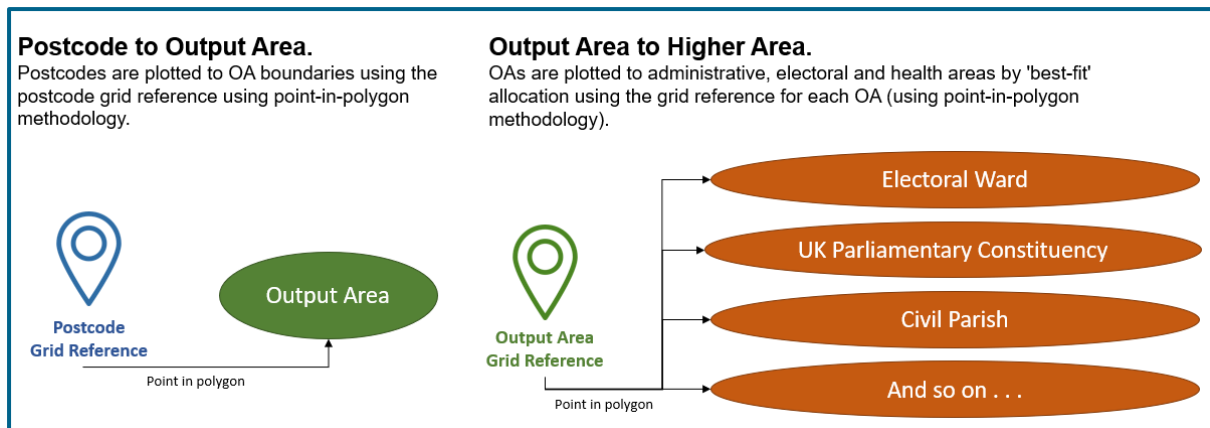 Postcode to Output Area.
Postcodes are plotted to OA boundaries using the
postcode grid reference using point-in-polygon
methodology.
Postcode
Grid Reference
Point in polygon
Output Area
Output Area to Higher Area.
OAs are plotted to administrative, electoral and health areas by 'best-fit'
allocation using the grid reference for each OA (using point-in-polygon
methodology).
Output Area
Grid Reference
Point in polygon
Electoral Ward
UK Parliamentary Constituency
Civil Parish
And so on . . .